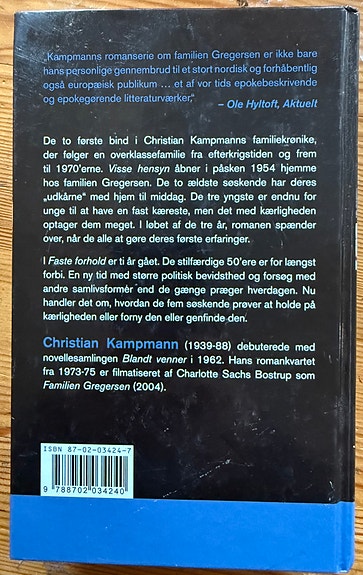 „Kampmanns romanserie om familien Gregersen er ikke bare
hans personlige gennembrud til et stort nordisk og forhåbentlig
også europæisk publikum ... et af vor tids epokebeskrivende
og epokegørende litteraturværker.“
– Ole Hyltoft, Aktuelt
De to første bind i Christian Kampmanns familiekrønike,
der følger en overklassefamilie fra efterkrigstiden og frem
til 1970'erne. Visse hensyn åbner i påsken 1954 hjemme
hos familien Gregersen. De to ældste søskende har deres
„udkårne“ med hjem til middag. De tre yngste er endnu for
unge til at have en fast kæreste, men det med kærligheden
optager dem meget. I løbet af de tre år, romanen spænder
over, når de alle at gøre deres første erfaringer.
I Faste forhold er ti år gået. De stilfærdige 50'ere er for længst
forbi. En ny tid med større politisk bevidsthed og forsøg med
andre samlivsformer end de gængse præger hverdagen. Nu
handler det om, hvordan de fem søskende prøver at holde på
kærligheden eller forny den eller genfinde den.
Christian Kampmann (1939-88) debuterede med
novellesamlingen Blandt venner i 1962. Hans romankvartet
fra 1973-75 er filmatiseret af Charlotte Sachs Bostrup som
Familien Gregersen (2004).
ISBN 87-02-03424-7
9 788702 034240